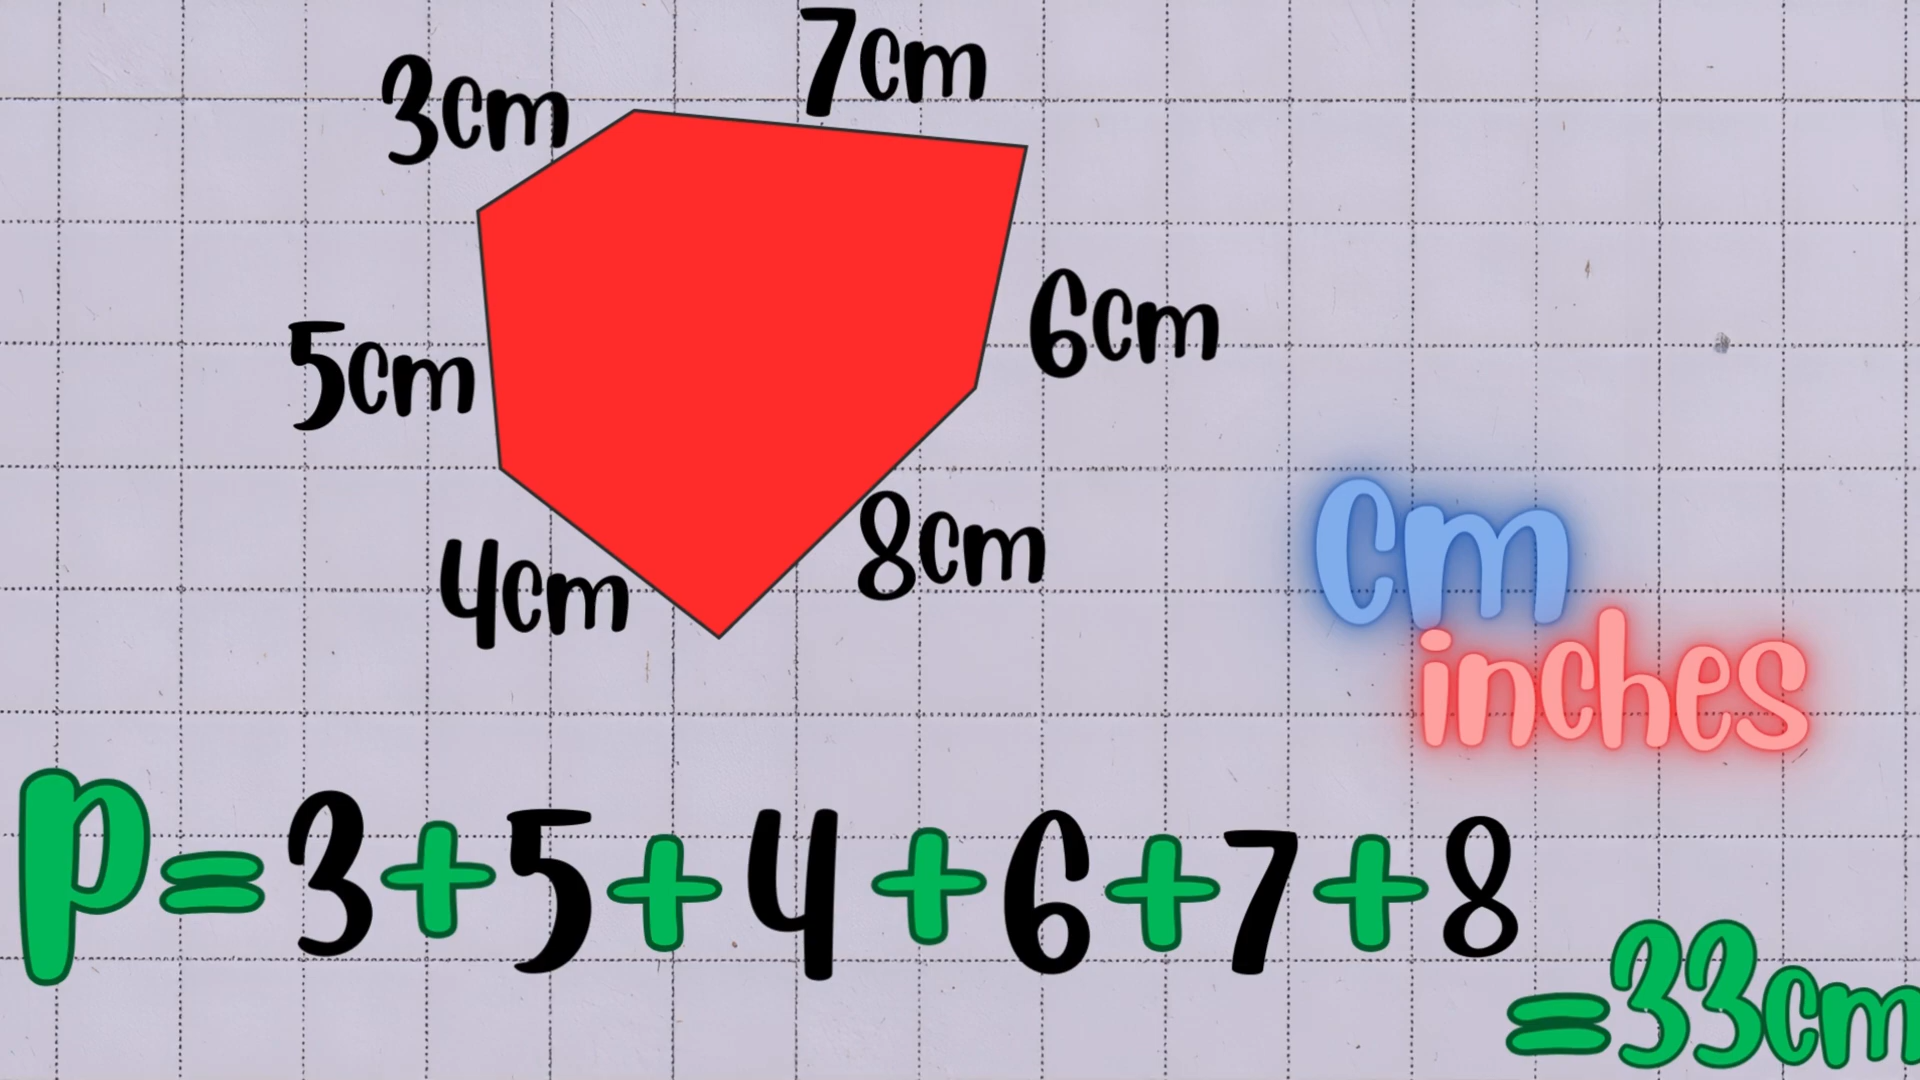 7cm
3cm
6cm
5cm
8cm
4cm
cm
inches
P=3+5+4+6+7+8
=33cm